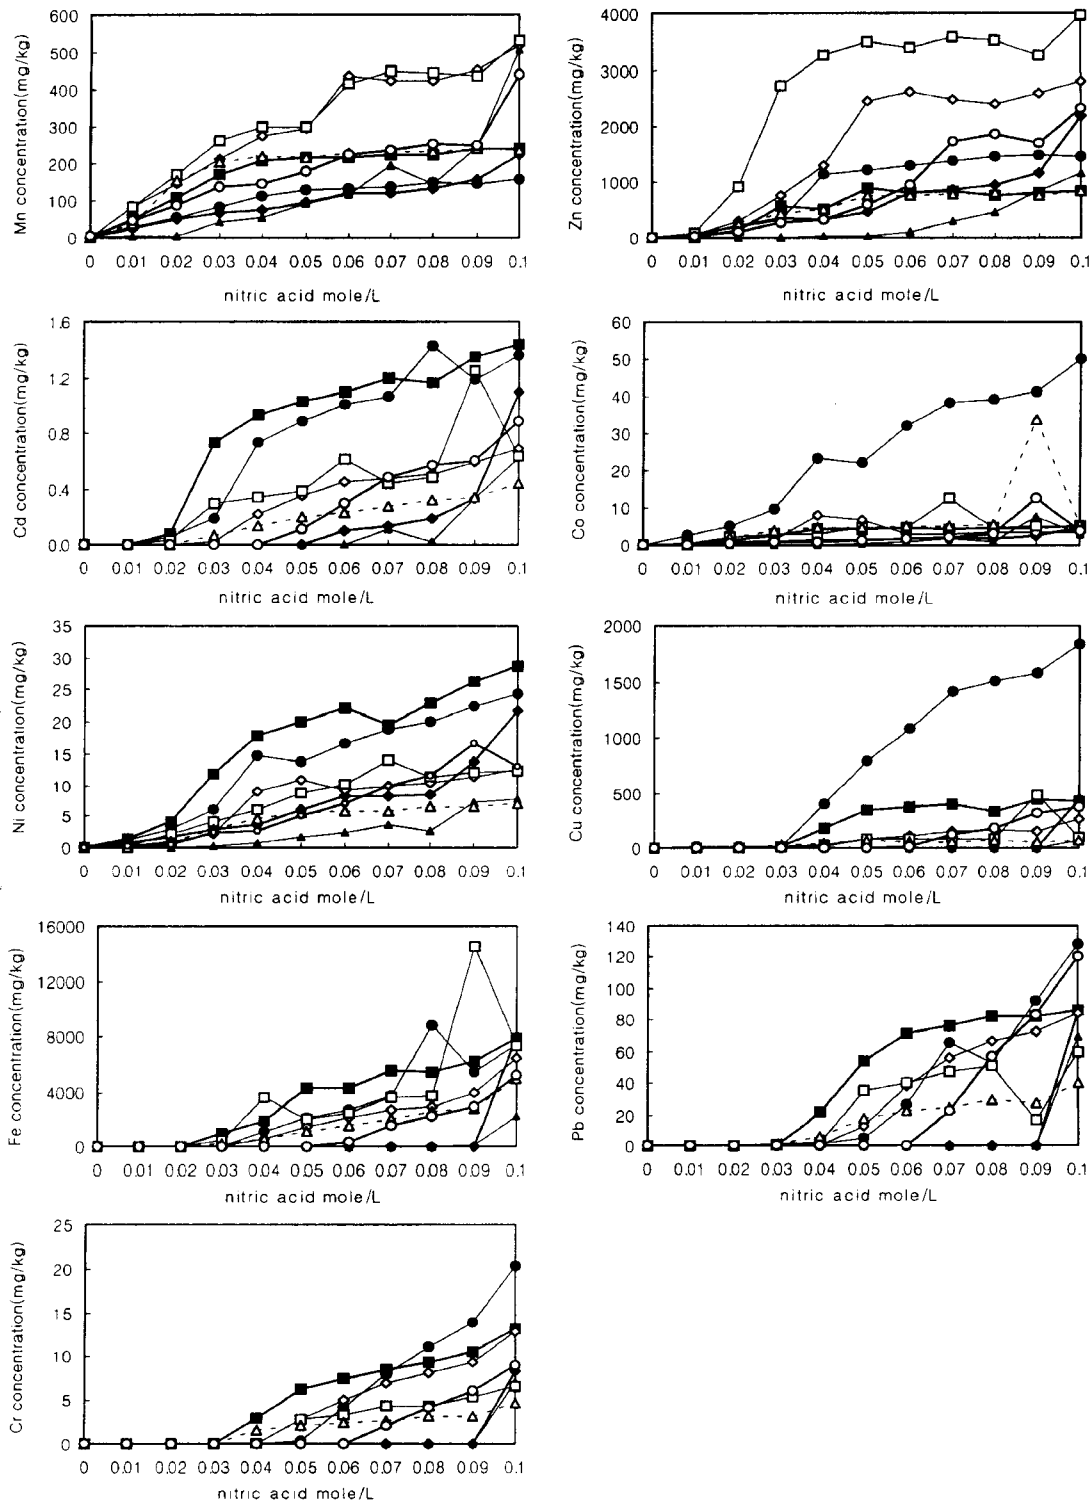 Mn concentration(mg/kg)
600
500
400
300
200
100
0
0 0.01 0.02 0.03 0.04 0.05 0.06 0.07 0.08 0.09 0.1
nitric acid mole/L
Zn concentration(mg/kg)
4000
3000
2000
1000
0
0 0.01 0.02 0.03 0.04 0.05 0.06 0.07 0.08 0.09 0.1
nitric acid mole/L
Cd concentration(mg/kg)
1.6
1.2
0.8
0.4
0.0
0 0.01 0.02 0.03 0.04 0.05 0.06 0.07 0.08 0.09 0.1
nitric acid mole/L
Co concentration(mg/kg)
60
50
40
30
20
10
0
0 0.01 0.02 0.03 0.04 0.05 0.06 0.07 0.08 0.09 0.1
nitric acid mole/L
Ni concentration(mg/kg)
35
30
25
20
15
10
5
0
0 0.01 0.02 0.03 0.04 0.05 0.06 0.07 0.08 0.09 0.1
nitric acid mole/L
Cu concentration(mg/kg)
2000
1500
1000
500
0
0 0.01 0.02 0.03 0.04 0.05 0.06 0.07 0.08 0.09 0.1
nitric acid mole/L
Fe concentration(mg/kg)
16000
12000
8000
4000
0
0 0.01 0.02 0.03 0.04 0.05 0.06 0.07 0.08 0.09 0.1
nitric acid mole/L
Pb concentration(mg/kg)
140
120
100
80
60
40
20
0
0 0.01 0.02 0.03 0.04 0.05 0.06 0.07 0.08 0.09 0.1
nitric acid mole/L
Cr concentration(mg/kg)
25
20
15
10
5
0
0 0.01 0.02 0.03 0.04 0.05 0.06 0.07 0.08 0.09 0.1
nitric acid mole/L